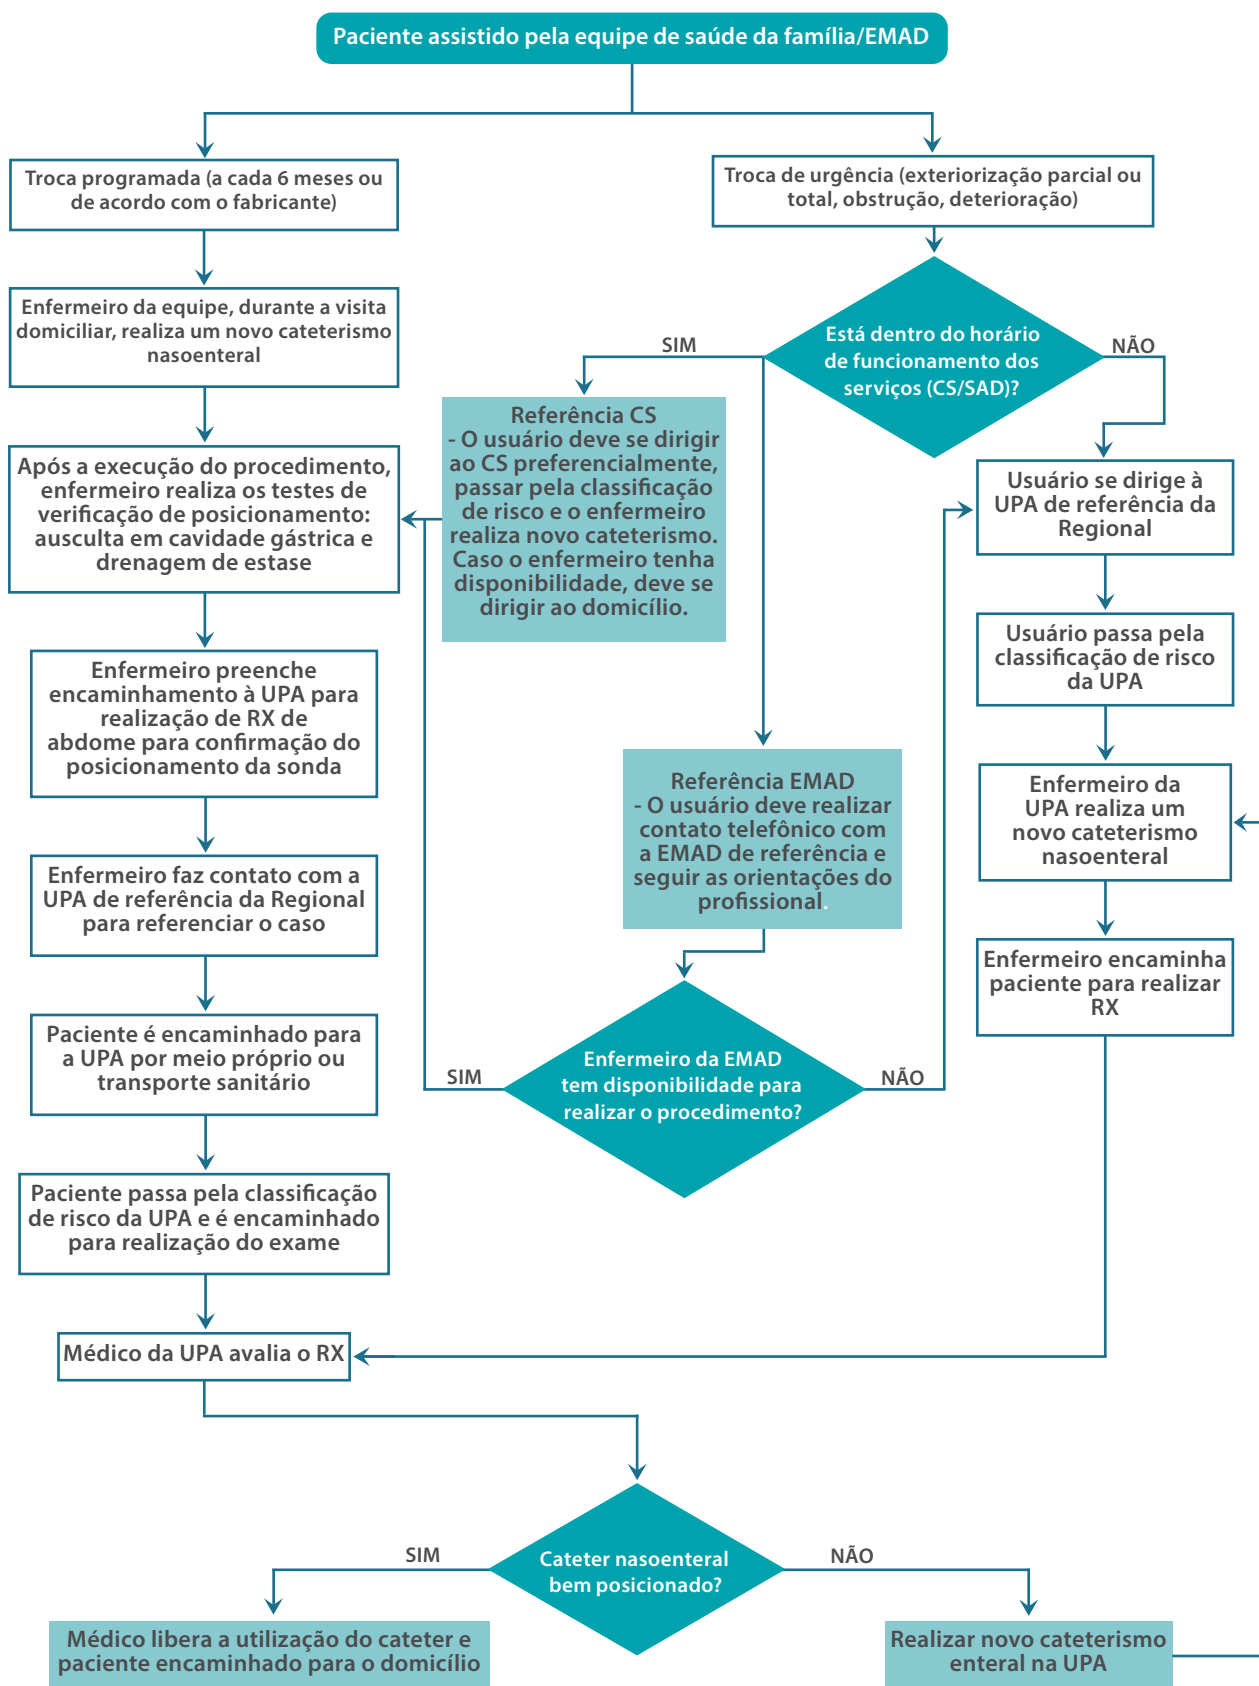 Paciente assistido pela equipe de saúde da família/EMAD
Troca programada (a cada 6 meses ou
de acordo com o fabricante)
Enfermeiro da equipe, durante a visita
domiciliar, realiza um novo cateterismo
nasoenteral
Após a execução do procedimento,
enfermeiro realiza os testes de
verificação de posicionamento:
ausculta em cavidade gástrica e
drenagem de estase
Enfermeiro preenche
encaminhamento à UPA para
realização de RX de
abdome para confirmação do
posicionamento da sonda
Enfermeiro faz contato com a
UPA de referência da Regional
para referenciar o caso
Paciente é encaminhado para
a UPA por meio próprio ou
transporte sanitário
Paciente passa pela classificação
de risco da UPA e é encaminhado
para realização do exame
Médico da UPA avalia o RX
Troca de urgência (exteriorização parcial ou
total, obstrução, deterioração)
Está dentro do horário
de funcionamento dos
serviços (CS/SAD)?
SIM
NÃO
Referência CS
- O usuário deve se dirigir
ao CS preferencialmente,
passar pela classificação
de risco e o enfermeiro
realiza novo cateterismo.
Caso o enfermeiro tenha
disponibilidade, deve se
dirigir ao domicílio.
Referência EMAD
- O usuário deve realizar
contato telefônico com
a EMAD de referência e
seguir as orientações do
profissional.
Enfermeiro da EMAD
tem disponibilidade para
realizar o procedimento?
SIM
NÃO
Usuário se dirige à
UPA de referência da
Regional
Usuário passa pela
classificação de risco
da UPA
Enfermeiro da
UPA realiza um
novo cateterismo
nasoenteral
Enfermeiro encaminha
paciente para realizar
RX
Cateter nasoenteral
bem posicionado?
SIM
NÃO
Médico libera a utilização do cateter e
paciente encaminhado para o domicílio
Realizar novo cateterismo
enteral na UPA